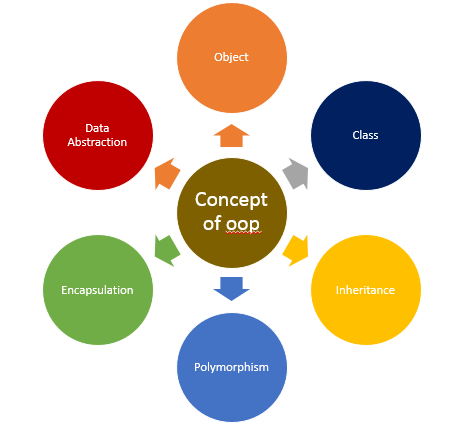 Object
Data
Abstraction
Class
Concept
of oop
Encapsulation
Inheritance
Polymorphism